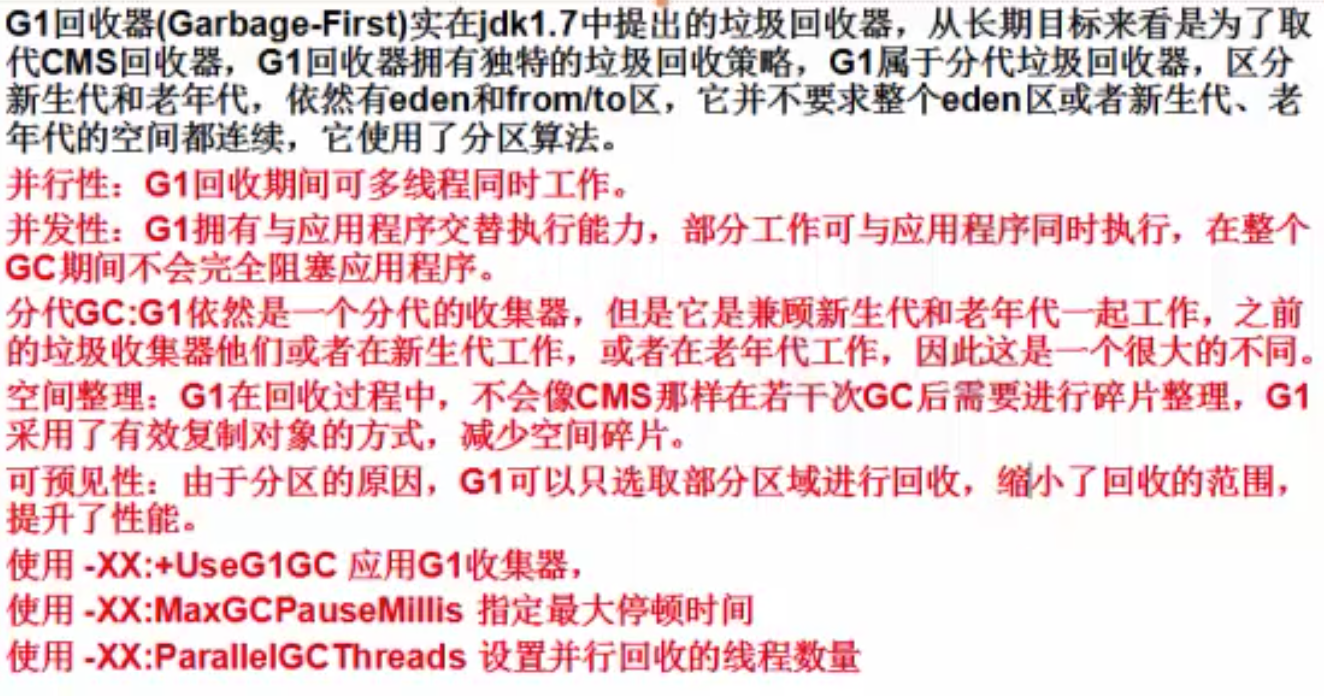 G1回收器(Garbage-First)实在jdk1.7中提出的垃圾回收器，从长期目标来看是为了取
代CMS回收器，G1回收器拥有独特的垃圾回收策略，G1属于分代垃圾回收器，区分
新生代和老年代，依然有eden和from/to区，它并不要求整个eden区或者新生代、老
年代的空间都连续，它使用了分区算法。
并行性：G1回收期间可多线程同时工作。
并发性：G1拥有与应用程序交替执行能力，部分工作可与应用程序同时执行，在整个
GC期间不会完全阻塞应用程序。
分代GC:G1依然是一个分代的收集器，但是它是兼顾新生代和老年代一起工作，之前
的垃圾收集器他们或者在新生代工作，或者在老年代工作，因此这是一个很大的不同。
空间整理：G1在回收过程中，不会像CMS那样在若干次GC后需要进行碎片整理，G1
采用了有效复制对象的方式，减少空间碎片。
可预见性：由于分区的原因，G1可以只选取部分区域进行回收，缩小了回收的范围，
提升了性能。
使用 -XX:+UseG1GC 应用G1收集器，
使用 -XX:MaxGCPauseMillis 指定最大停顿时间
使用 -XX:ParallelGCThreads 设置并行回收的线程数量